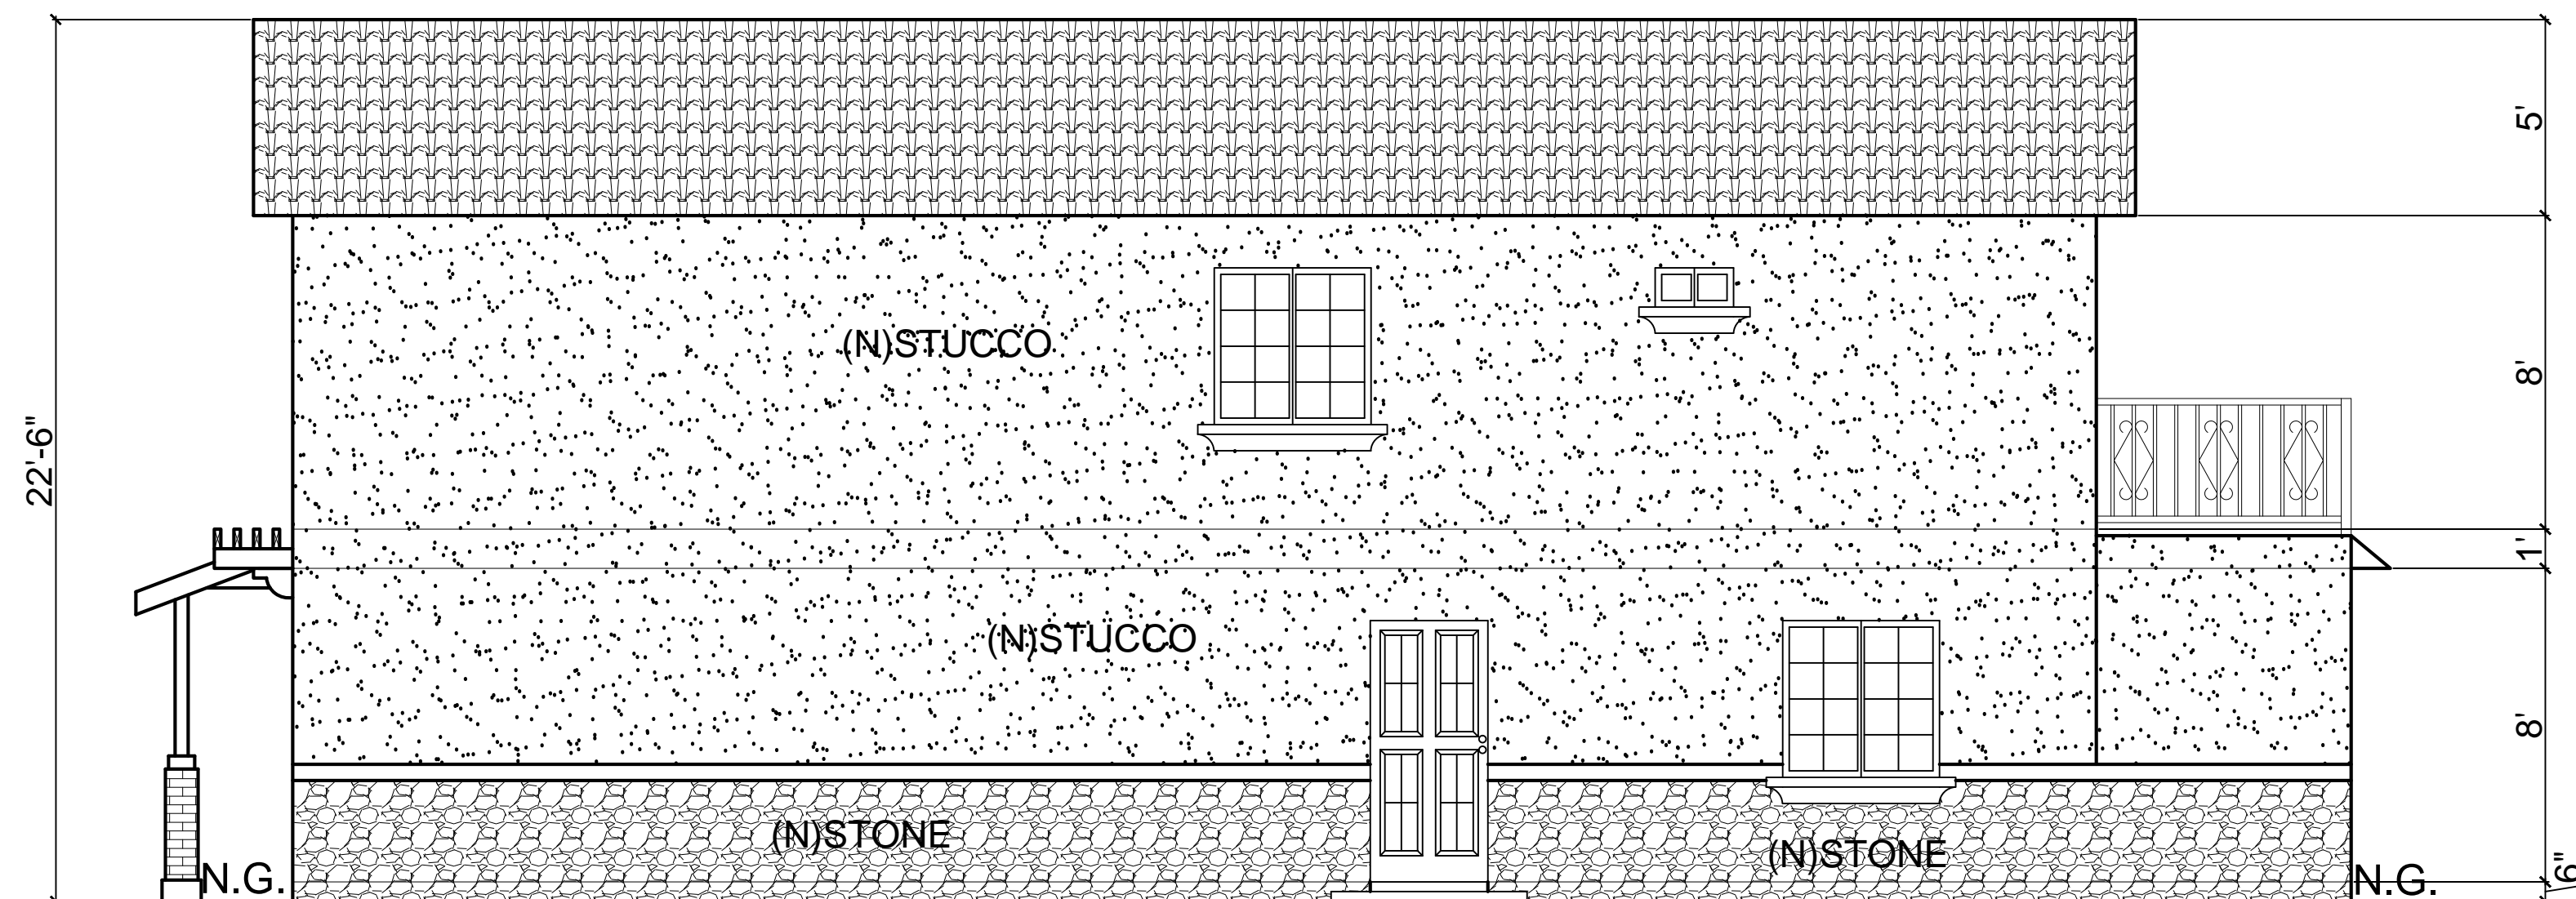 22'-6"
5'
(N)STUCCO
8'
1'
(N)STUCCO
8'
(N)STONE
(N)STONE
N.G.
N.G.
6"